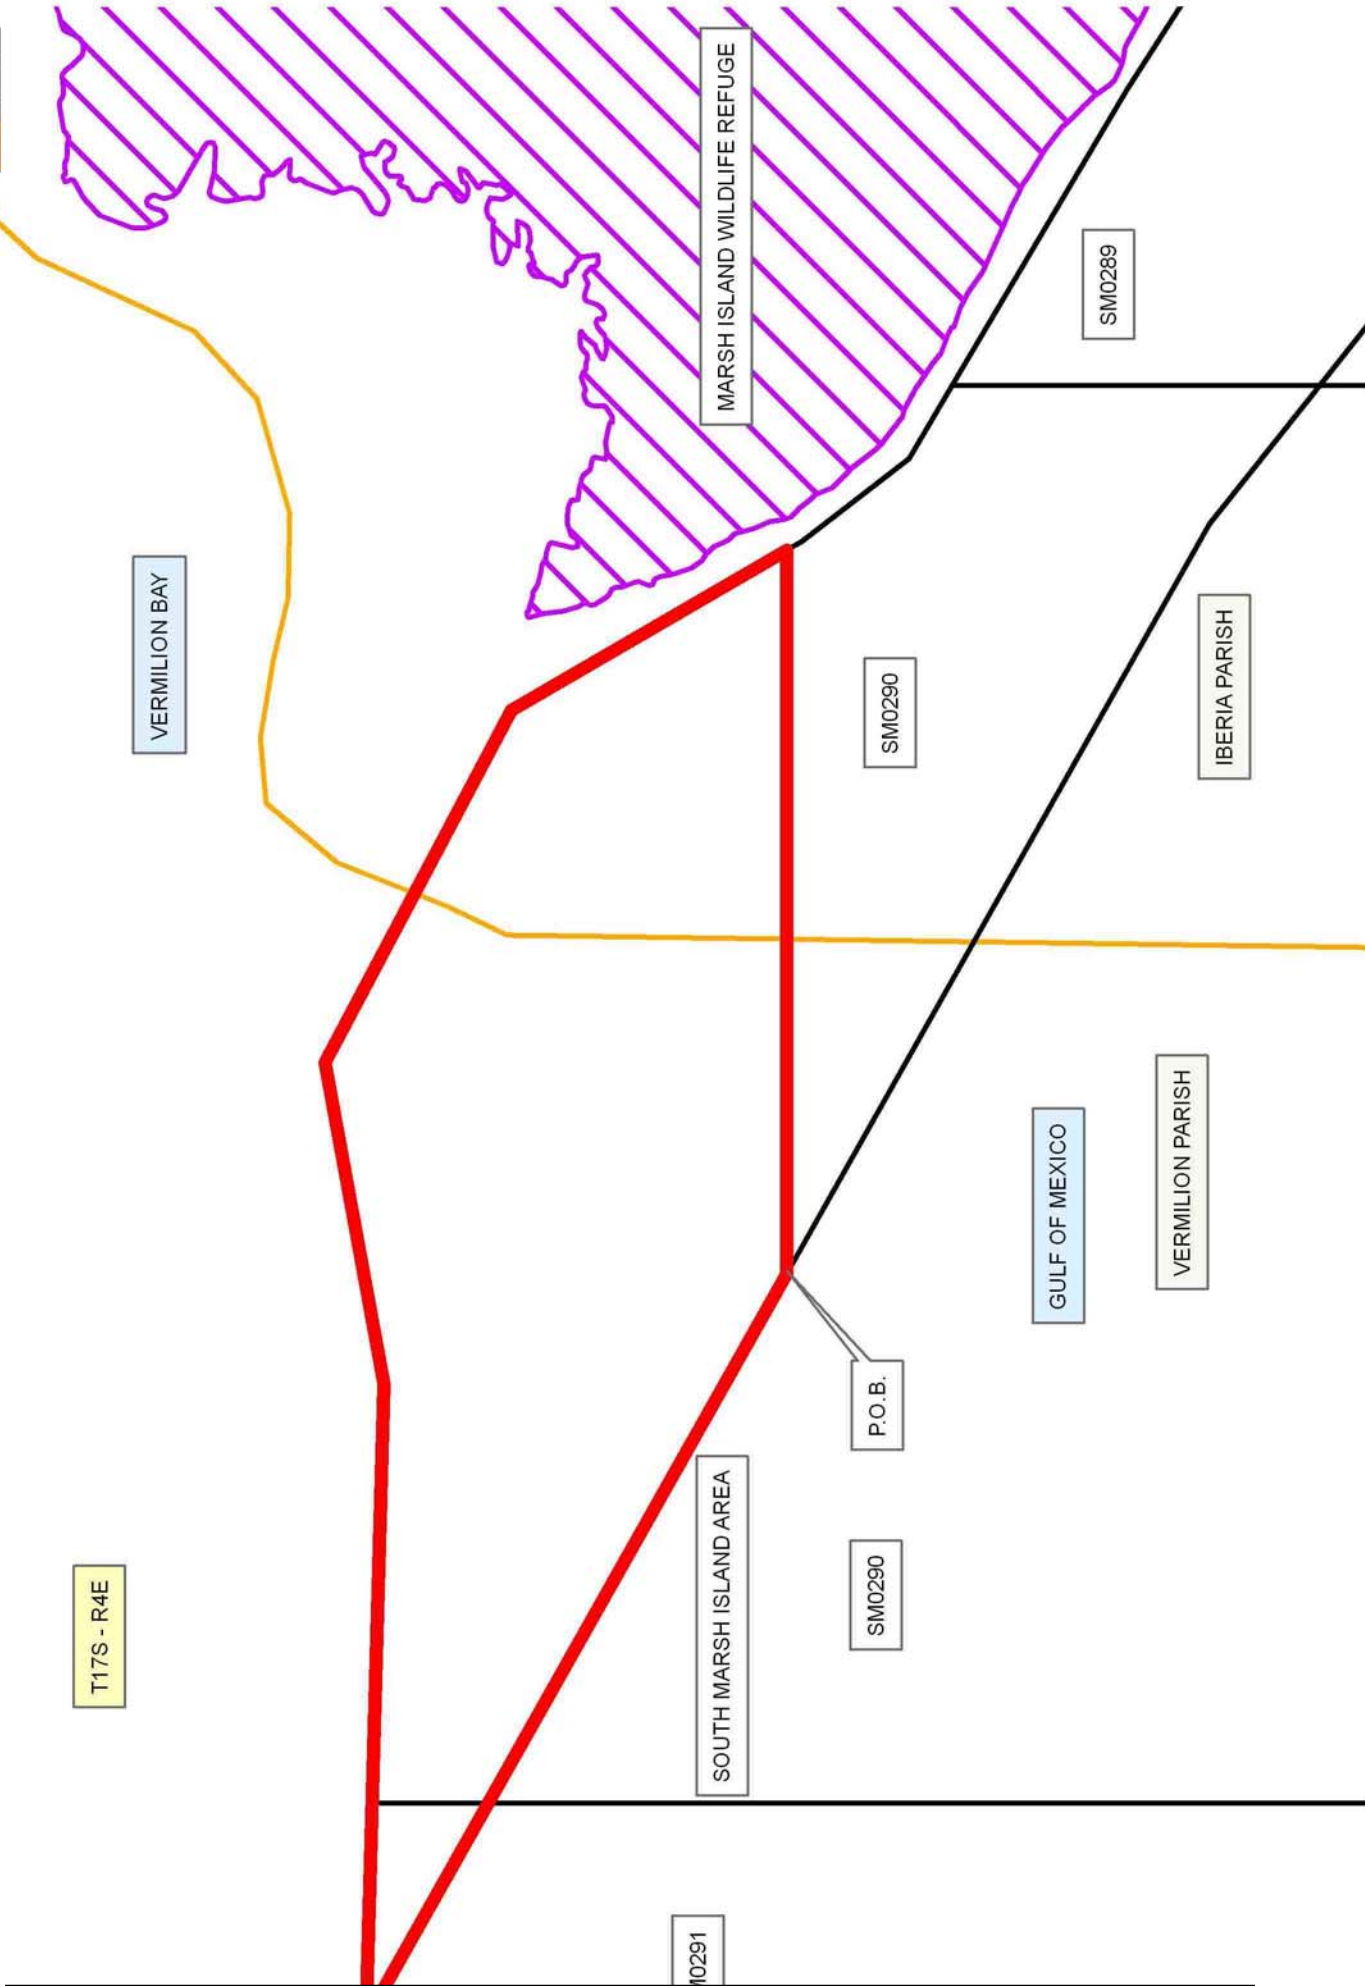 T17S - R4E
VERMILION BAY
M0291
SOUTH MARSH ISLAND AREA
MARSH ISLAND WILDLIFE REFUGE
SM0290
P.O.B.
SM0290
GULF OF MEXICO
SM0289
VERMILION PARISH
IBERIA PARISH